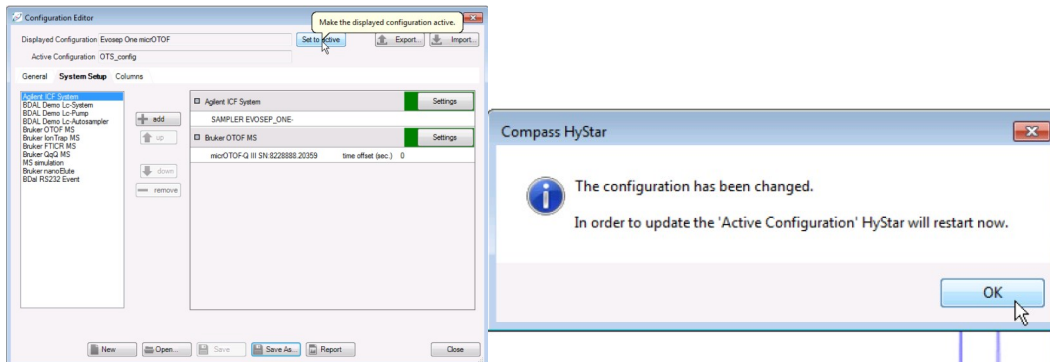 Configuration Editor
Make the displayed configuration active.
Displayed Configuration Evosep One micrOTOF
Set to active
Export...
Import...
Active Configuration OTS_config
General System Setup Columns
Agilent ICF System
BDAL Demo Lc-System
BDAL Demo Lc-Pump
BDAL Demo Lc-Autosampler
Bruker OTOF MS
Bruker IonTrap MS
Bruker FTICR MS
Bruker QqQ MS
MS simulation
Bruker nanoElute
BDal RS232 Event
add
up
down
remove
Agilent ICF System Settings
SAMPLER EVOSEP_ONE-
Bruker OTOF MS Settings
micrOTOF-Q III SN:8228888.20359 time offset (sec.) 0
New Open... Save Save As... Report Close
Compass HyStar
The configuration has been changed.
In order to update the 'Active Configuration' HyStar will restart now.
OK